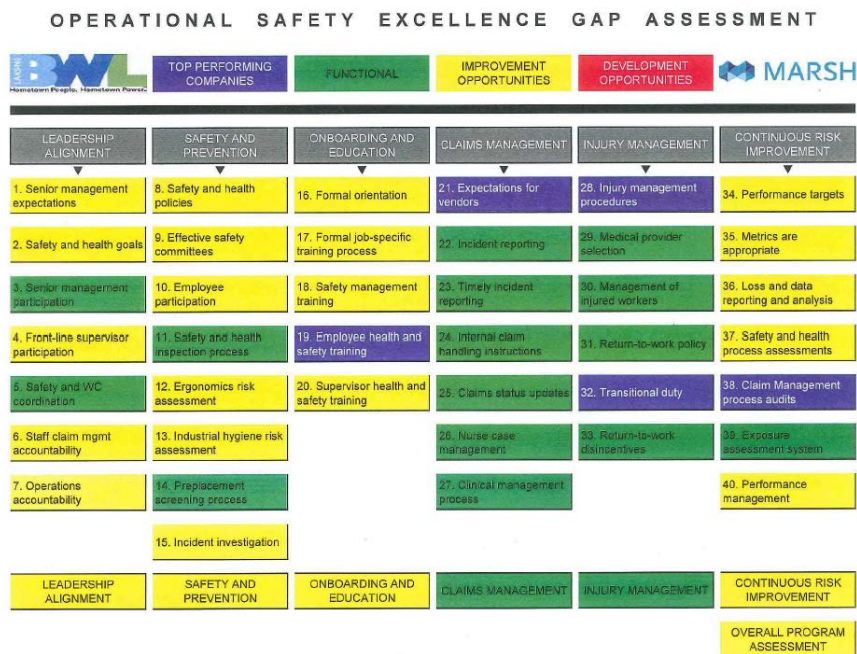 OPERATIONAL SAFETY EXCELLENCE GAP ASSESSMENT
LANSING
BWL
Hometown People. Hometown Power.
TOP PERFORMING
COMPANIES
FUNCTIONAL
IMPROVEMENT
OPPORTUNITIES
DEVELOPMENT
OPPORTUNITIES
MARSH
LEADERSHIP
ALIGNMENT
1. Senior management
expectations
2. Safety and health goals
3. Senior management
participation
4. Front-line supervisor
participation
5. Safety and WC
coordination
6. Staff claim mgmt
accountability
7. Operations
accountability
LEADERSHIP
ALIGNMENT
SAFETY AND
PREVENTION
8. Safety and health
policies
9. Effective safety
committees
10. Employee
participation
11. Safety and health
inspection process
12. Ergonomics risk
assessment
13. Industrial hygiene risk
assessment
14. Preplacement
screening process
15. Incident investigation
SAFETY AND
PREVENTION
ONBOARDING AND
EDUCATION
16. Formal orientation
17. Formal job-specific
training process
18. Safety management
training
19. Employee health and
safety training
20. Supervisor health and
safety training
ONBOARDING AND
EDUCATION
CLAIMS MANAGEMENT
21. Expectations for
vendors
22. Incident reporting
23. Timely incident
reporting
24. Internal claim
handling instructions
25. Claims status updates
26. Nurse case
management
27. Clinical management
process
CLAIMS MANAGEMENT
INJURY MANAGEMENT
28. Injury management
procedures
29. Medical provider
selection
30. Management of
injured workers
31. Return-to-work policy
32. Transitional duty
33. Return-to-work
disincentives
INJURY MANAGEMENT
CONTINUOUS RISK
IMPROVEMENT
34. Performance targets
35. Metrics are
appropriate
36. Loss and data
reporting and analysis
37. Safety and health
process assessments
38. Claim Management
process audits
39. Exposure
assessment system
40. Performance
management
CONTINUOUS RISK
IMPROVEMENT
OVERALL PROGRAM
ASSESSMENT